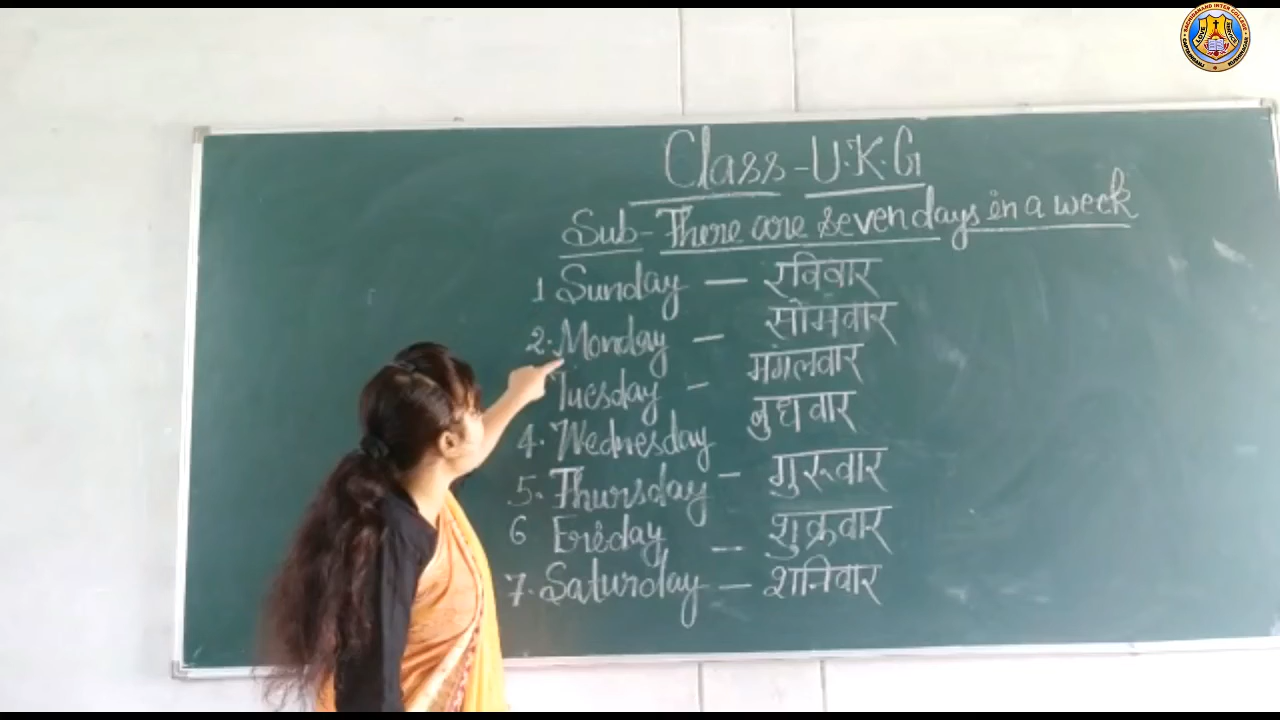 Class - U.K.G
Sub - There are seven days in a week
1 Sunday — रविवार
2. Monday — सोमवार
Tuesday — मंगलवार
4. Wednesday बुधवार
5. Thursday — गुरूवार
6 Friday — शुक्रवार
7. Saturday — शनिवार